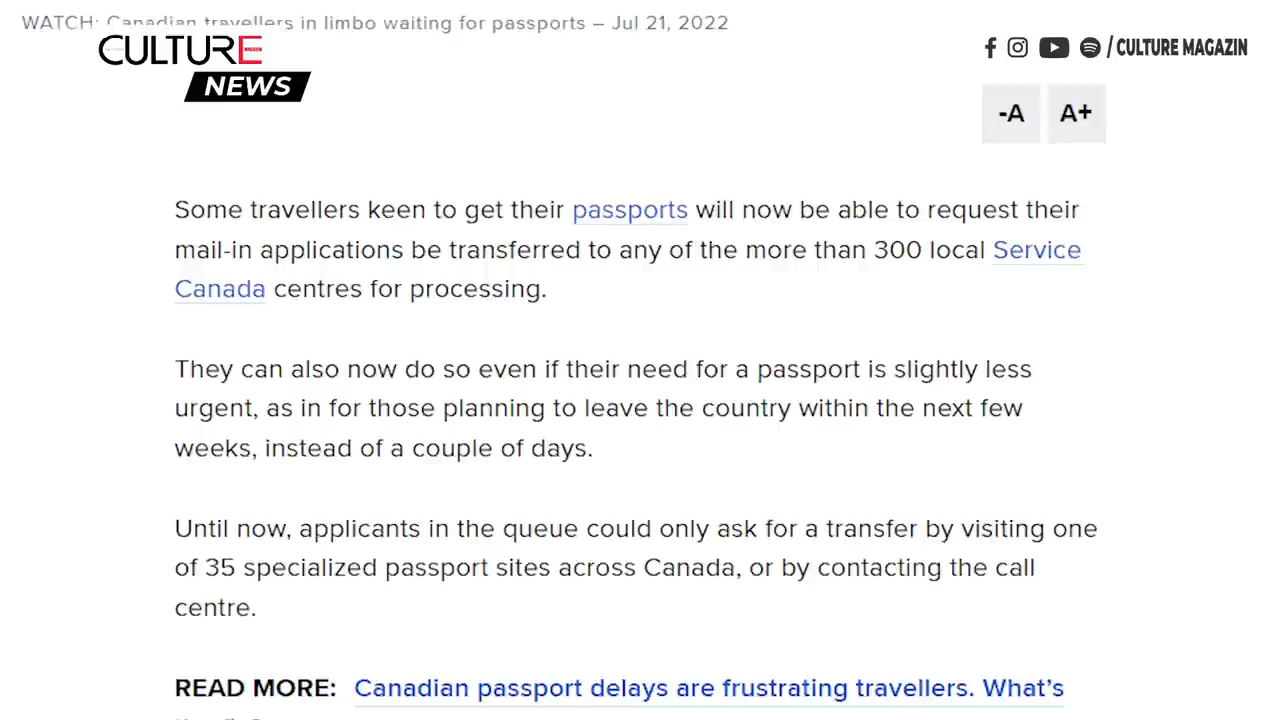 WATCH: Canadian travellers in limbo waiting for passports – Jul 21, 2022
CULTURE
NEWS
/ CULTURE MAGAZIN
-A A+
Some travellers keen to get their passports will now be able to request their
mail-in applications be transferred to any of the more than 300 local Service
Canada centres for processing.
They can also now do so even if their need for a passport is slightly less
urgent, as in for those planning to leave the country within the next few
weeks, instead of a couple of days.
Until now, applicants in the queue could only ask for a transfer by visiting one
of 35 specialized passport sites across Canada, or by contacting the call
centre.
READ MORE: Canadian passport delays are frustrating travellers. What’s